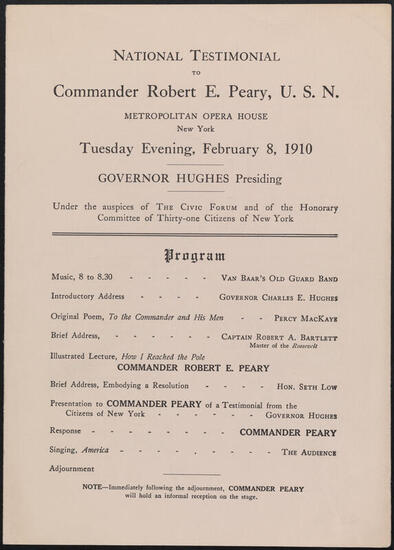 NATIONAL TESTIMONIAL
TO
Commander Robert E. Peary, U. S. N.
METROPOLITAN OPERA HOUSE
New York
Tuesday Evening, February 8, 1910
GOVERNOR HUGHES Presiding
Under the auspices of THE CIVIC FORUM and of the Honorary
Committee of Thirty-one Citizens of New York
Program
Music, 8 to 8.30 - - - - - VAN BAAR'S OLD GUARD BAND
Introductory Address - - - - GOVERNOR CHARLES E. HUGHES
Original Poem, To the Commander and His Men - - PERCY MACKAYE
Brief Address, - - - - - CAPTAIN ROBERT A. BARTLETT
Master of the Roosevelt
Illustrated Lecture, How I Reached the Pole
COMMANDER ROBERT E. PEARY
Brief Address, Embodying a Resolution - - - HON. SETH LOW
Presentation to COMMANDER PEARY of a Testimonial from the
Citizens of New York - - - - - GOVERNOR HUGHES
Response - - - - - - - COMMANDER PEARY
Singing, America - - - - - - THE AUDIENCE
Adjournment
NOTE—Immediately following the adjournment, COMMANDER PEARY
will hold an informal reception on the stage.